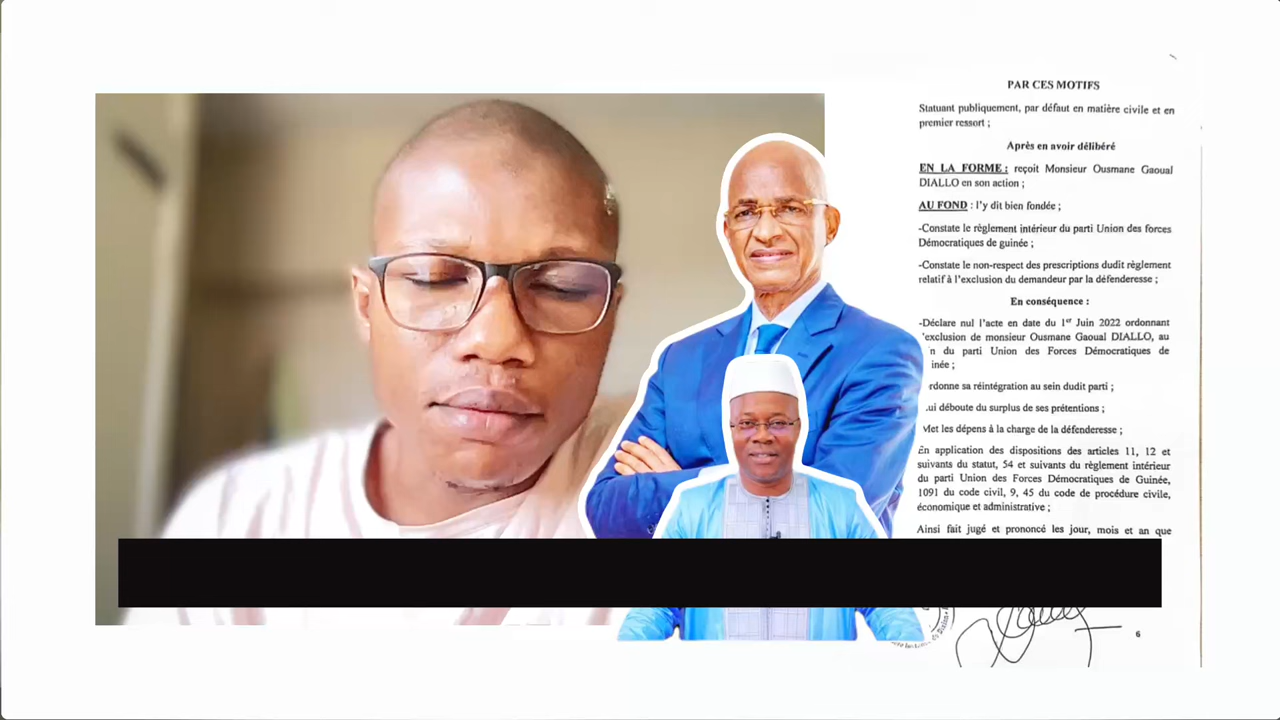 PAR CES MOTIFS
Statuant publiquement, par défaut en matière civile et en
premier ressort ;
Après en avoir délibéré
EN LA FORME : reçoit Monsieur Ousmane Gaoual
DIALLO en son action ;
AU FOND : l'y dit bien fondée ;
-Constate le règlement intérieur du parti Union des forces
Démocratiques de guinée ;
-Constate le non-respect des prescriptions dudit règlement
relatif à l'exclusion du demandeur par la défenderesse ;
En conséquence :
-Déclare nul l'acte en date du 1er Juin 2022 ordonnant
'exclusion de monsieur Ousmane Gaoual DIALLO, au
n du parti Union des Forces Démocratiques de
inée ;
rdonne sa réintégration au sein dudit parti ;
ui déboute du surplus de ses prétentions ;
Met les dépens à la charge de la défenderesse ;
En application des dispositions des articles 11, 12 et
suivants du statut, 54 et suivants du règlement intérieur
du parti Union des Forces Démocratiques de Guinée,
1091 du code civil, 9, 45 du code de procédure civile,
économique et administrative ;
Ainsi fait jugé et prononcé les jour, mois et an que
6